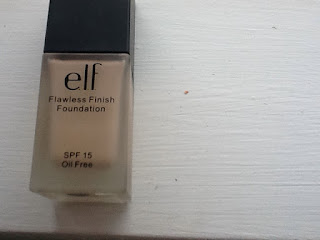 elf
Flawless Finish
Foundation
SPF 15
Oil Free